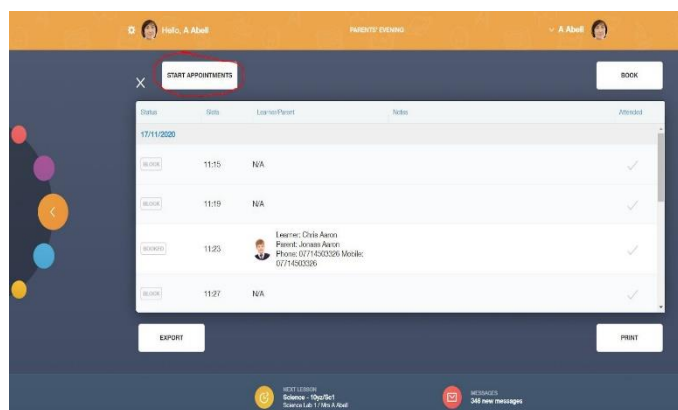 Hello, A Abell
PARENTS' EVENING
A Abell
START APPOINTMENTS
BOOK
Status Slots Learner/Parent Notes Attended
17/11/2020
BLOCK 11:15 N/A
BLOCK 11:19 N/A
Learner: Chris Aaron
Parent: Jonaas Aaron
BOOKED 11:23
Phone: 07714503326 Mobile:
07714503326
BLOCK 11:27 N/A
EXPORT
PRINT
NEXT LESSON
Science - 10yz/Sc1
Science Lab 1 / Mrs A Abell
MESSAGES
348 new messages